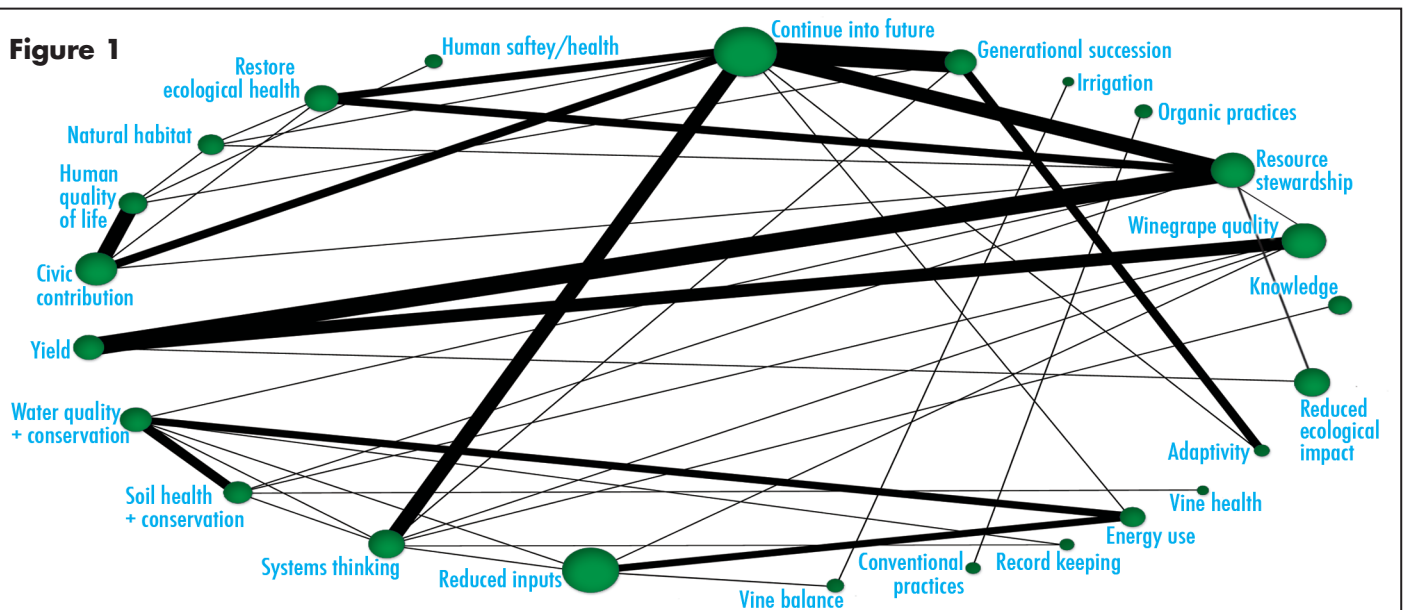 Figure 1
Continue into future
Human saftey/health
Generational succession
Restore
ecological health
Irrigation
Organic practices
Natural habitat
Resource
stewardship
Human
quality
of life
Winegrape quality
Civic
contribution
Knowledge
Yield
Reduced
ecological
impact
Water quality
+ conservation
Adaptivity
Soil health
+ conservation
Vine health
Energy use
Systems thinking
Reduced inputs
Conventional
practices
Record keeping
Vine balance